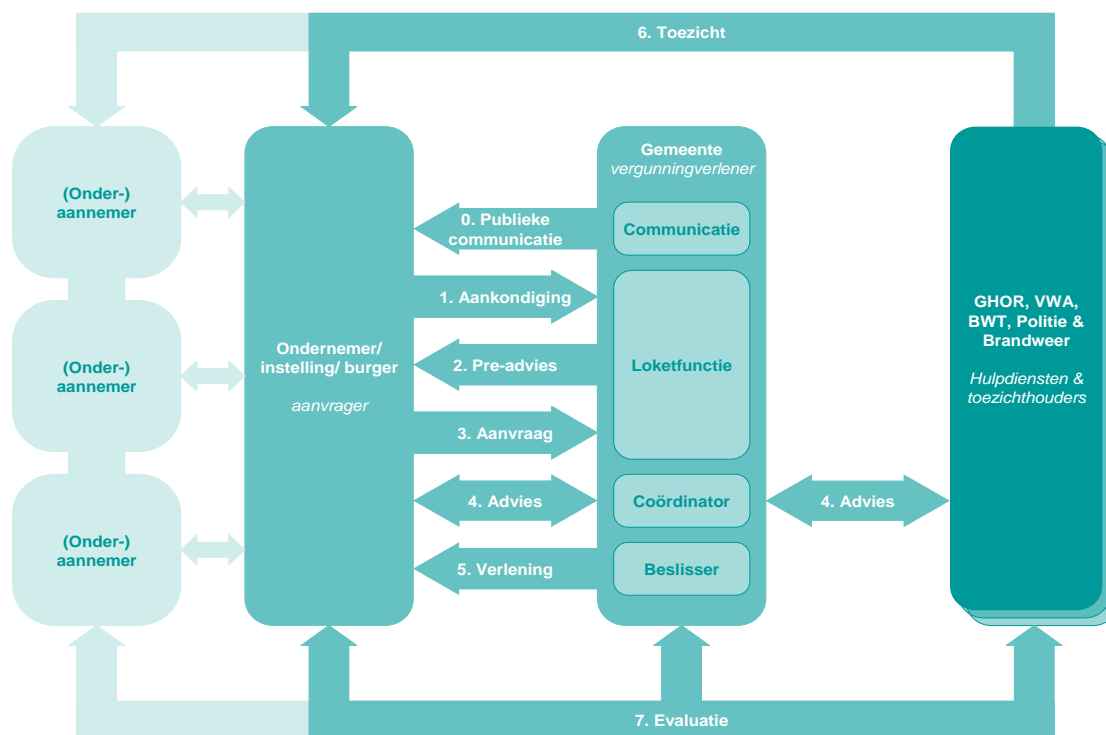 6. Toezicht
(Onder-)
aannemer
(Onder-)
aannemer
(Onder-)
aannemer
Ondernemer/
instelling/ burger
aanvrager
0. Publieke
communicatie
1. Aankondiging
2. Pre-advies
3. Aanvraag
4. Advies
5. Verlening
Gemeente
vergunningverlener
Communicatie
Loketfunctie
Coördinator
Beslisser
4. Advies
GHOR, VWA,
BWT, Politie &
Brandweer
Hulpdiensten &
toezichthouders
7. Evaluatie